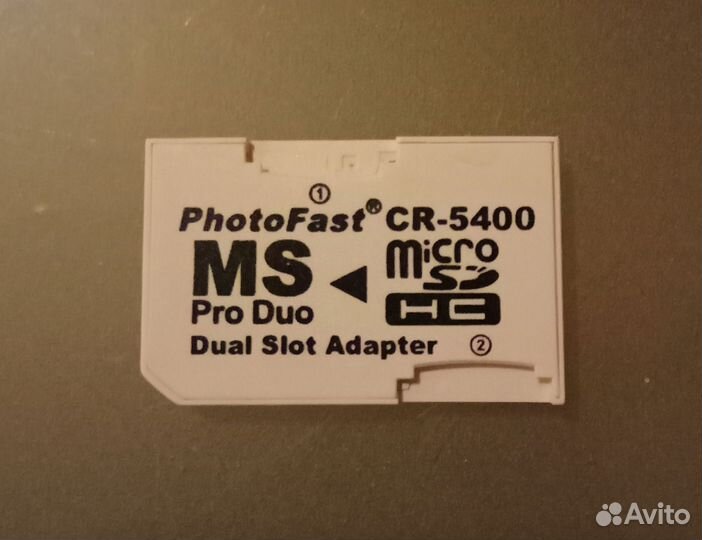 ①
PhotoFast® CR-5400
MS ◄ micro SD
Pro Duo HC
Dual Slot Adapter ②
Avito